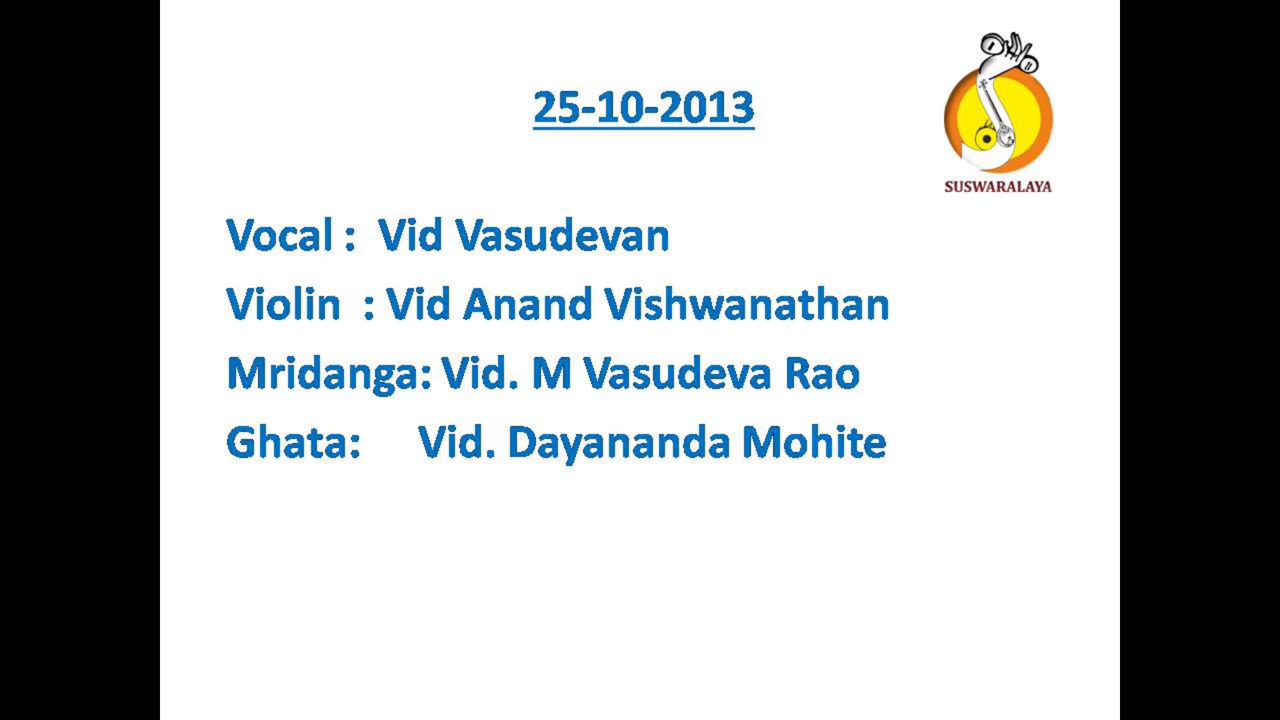 25-10-2013
SUSWARALAYA
Vocal :  Vid Vasudevan
Violin  : Vid Anand Vishwanathan
Mridanga: Vid. M Vasudeva Rao
Ghata:     Vid. Dayananda Mohite